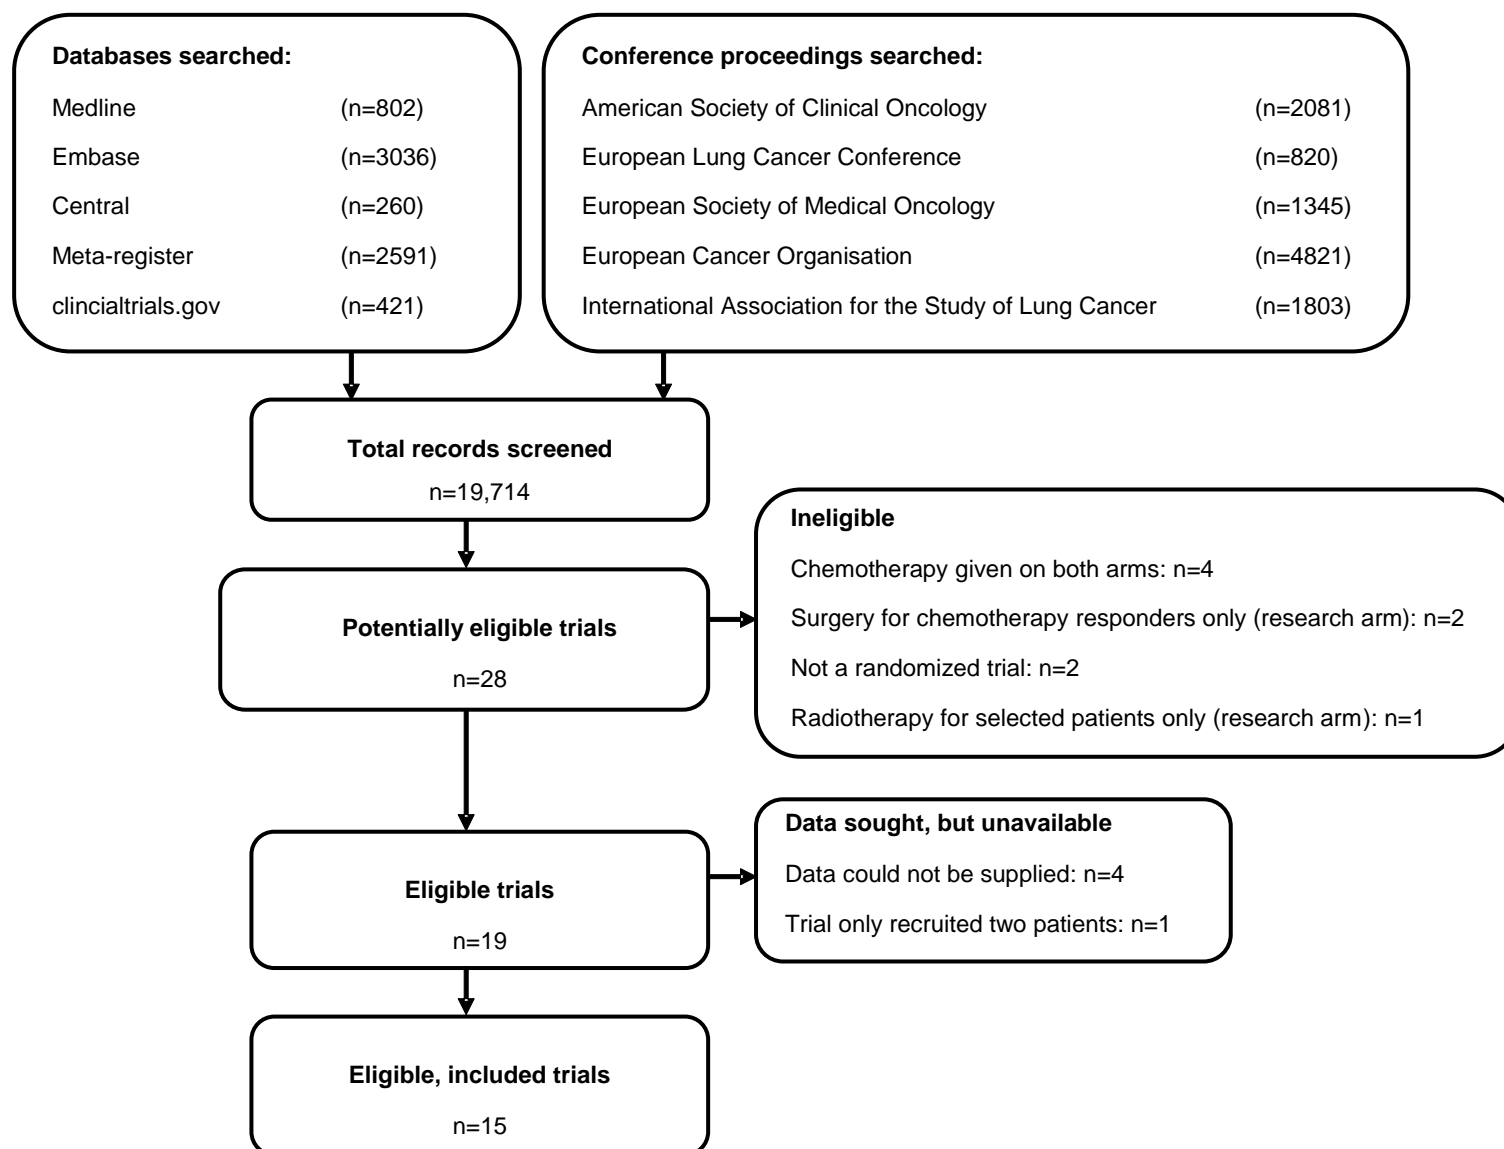 Databases searched:
Medline (n=802)
Embase (n=3036)
Central (n=260)
Meta-register (n=2591)
clincialtrials.gov (n=421)
Conference proceedings searched:
American Society of Clinical Oncology (n=2081)
European Lung Cancer Conference (n=820)
European Society of Medical Oncology (n=1345)
European Cancer Organisation (n=4821)
International Association for the Study of Lung Cancer (n=1803)
Total records screened
n=19,714
Potentially eligible trials
n=28
Ineligible
Chemotherapy given on both arms: n=4
Surgery for chemotherapy responders only (research arm): n=2
Not a randomized trial: n=2
Radiotherapy for selected patients only (research arm): n=1
Eligible trials
n=19
Data sought, but unavailable
Data could not be supplied: n=4
Trial only recruited two patients: n=1
Eligible, included trials
n=15